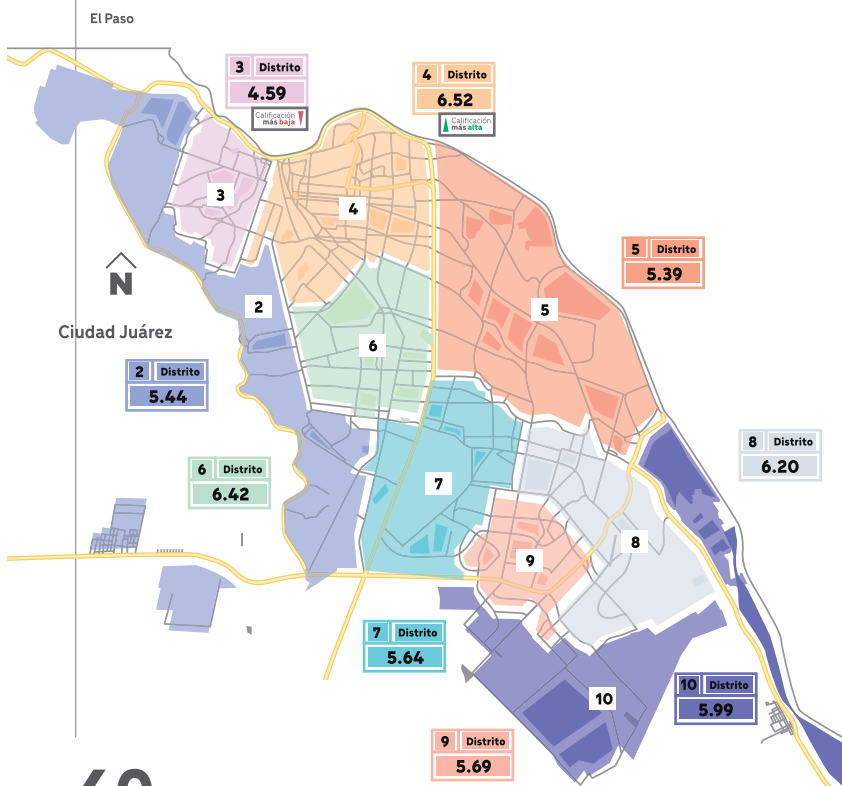 El Paso
3 Distrito
4.59
Calificación
más baja
4 Distrito
6.52
Calificación
más alta
3
4
5 Distrito
5.39
N
2
5
Ciudad Juárez
6
2 Distrito
5.44
8 Distrito
6.20
6 Distrito
6.42
7
8
9
7 Distrito
5.64
10 Distrito
5.99
10
9 Distrito
5.69